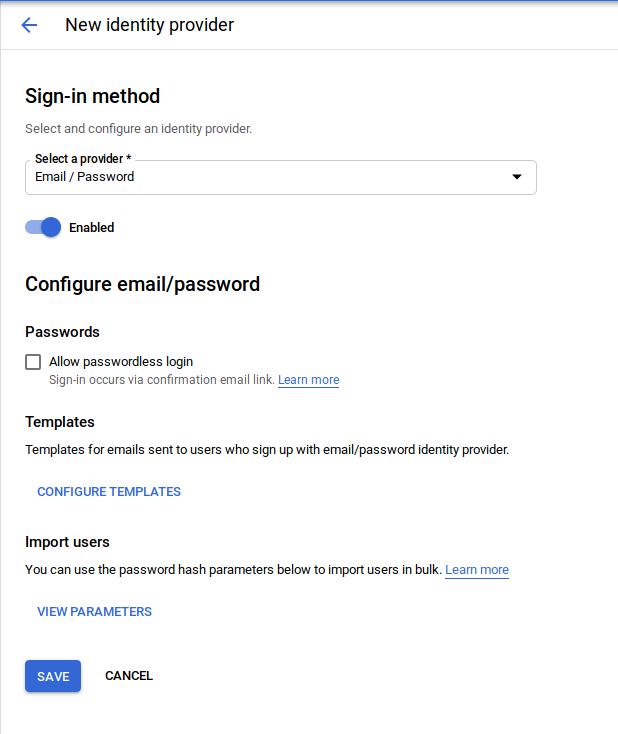 New identity provider
Sign-in method
Select and configure an identity provider.
Select a provider *
Email / Password
Enabled
Configure email/password
Passwords
Allow passwordless login
Sign-in occurs via confirmation email link. Learn more
Templates
Templates for emails sent to users who sign up with email/password identity provider.
CONFIGURE TEMPLATES
Import users
You can use the password hash parameters below to import users in bulk. Learn more
VIEW PARAMETERS
SAVE CANCEL